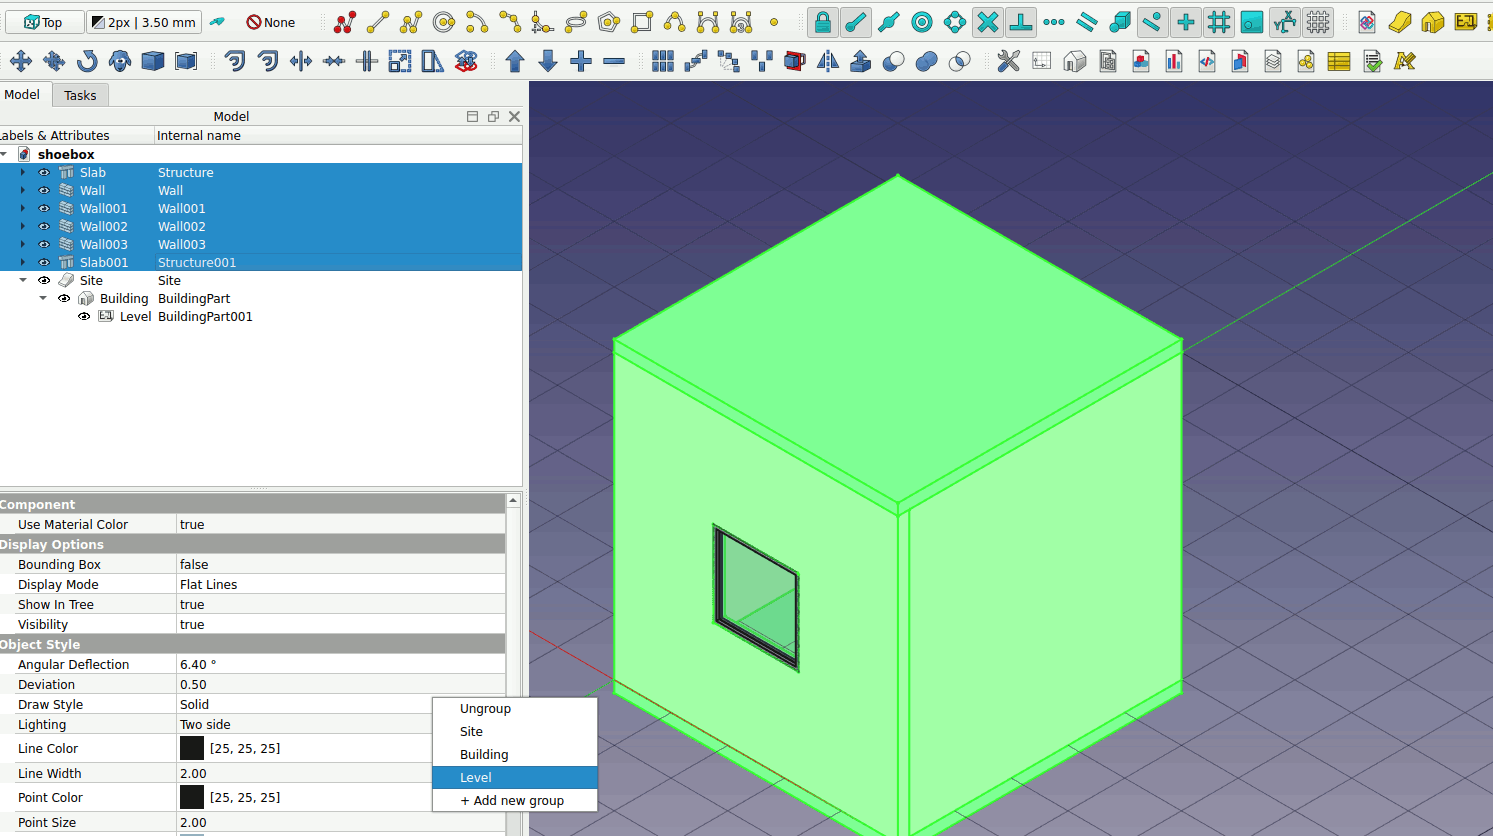 Top 2px | 3.50 mm None
Model Tasks
Model
Labels & Attributes Internal name
shoebox
Slab Structure
Wall Wall
Wall001 Wall001
Wall002 Wall002
Wall003 Wall003
Slab001 Structure001
Site Site
Building BuildingPart
Level BuildingPart001
Component
Use Material Color true
Display Options
Bounding Box false
Display Mode Flat Lines
Show In Tree true
Visibility true
Object Style
Angular Deflection 6.40 °
Deviation 0.50
Draw Style Solid
Lighting Two side
Line Color [25, 25, 25]
Line Width 2.00
Point Color [25, 25, 25]
Point Size 2.00
Ungroup
Site
Building
Level
+ Add new group